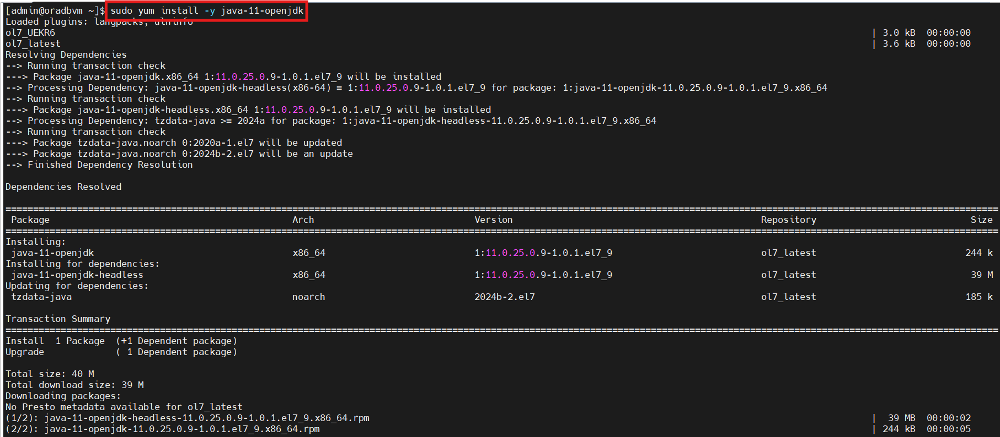 [admin@oradbvm ~]$ sudo yum install -y java-11-openjdk
Loaded plugins: langpacks, ulninfo
ol7_UEKR6 | 3.0 kB 00:00:00
ol7_latest | 3.6 kB 00:00:00
Resolving Dependencies
--> Running transaction check
---> Package java-11-openjdk.x86_64 1:11.0.25.0.9-1.0.1.el7_9 will be installed
--> Processing Dependency: java-11-openjdk-headless(x86-64) = 1:11.0.25.0.9-1.0.1.el7_9 for package: 1:java-11-openjdk-11.0.25.0.9-1.0.1.el7_9.x86_64
--> Running transaction check
---> Package java-11-openjdk-headless.x86_64 1:11.0.25.0.9-1.0.1.el7_9 will be installed
--> Processing Dependency: tzdata-java >= 2024a for package: 1:java-11-openjdk-headless-11.0.25.0.9-1.0.1.el7_9.x86_64
--> Running transaction check
---> Package tzdata-java.noarch 0:2020a-1.el7 will be updated
---> Package tzdata-java.noarch 0:2024b-2.el7 will be an update
--> Finished Dependency Resolution
Dependencies Resolved
Package Arch Version Repository Size
Installing:
java-11-openjdk x86_64 1:11.0.25.0.9-1.0.1.el7_9 ol7_latest 244 k
Installing for dependencies:
java-11-openjdk-headless x86_64 1:11.0.25.0.9-1.0.1.el7_9 ol7_latest 39 M
Updating for dependencies:
tzdata-java noarch 2024b-2.el7 ol7_latest 185 k
Transaction Summary
Install 1 Package (+1 Dependent package)
Upgrade ( 1 Dependent package)
Total size: 40 M
Total download size: 39 M
Downloading packages:
No Presto metadata available for ol7_latest
(1/2): java-11-openjdk-headless-11.0.25.0.9-1.0.1.el7_9.x86_64.rpm | 39 MB 00:00:02
(2/2): java-11-openjdk-11.0.25.0.9-1.0.1.el7_9.x86_64.rpm | 244 kB 00:00:05